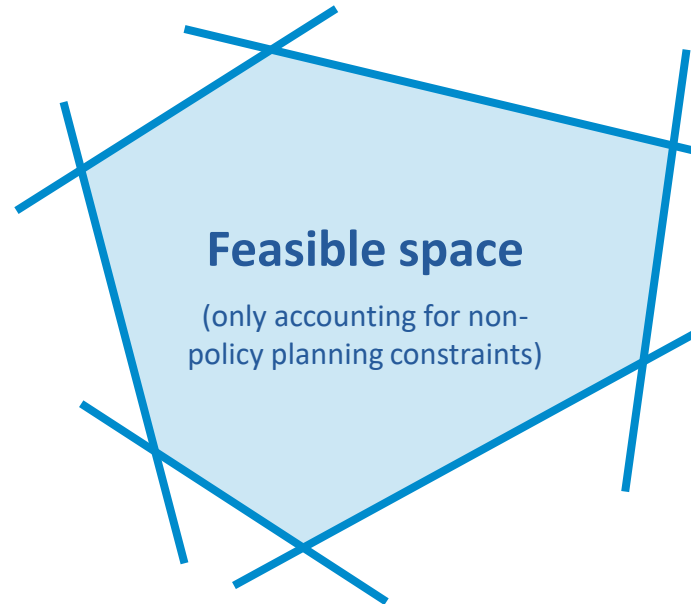 Feasible space
(only accounting for non-
policy planning constraints)